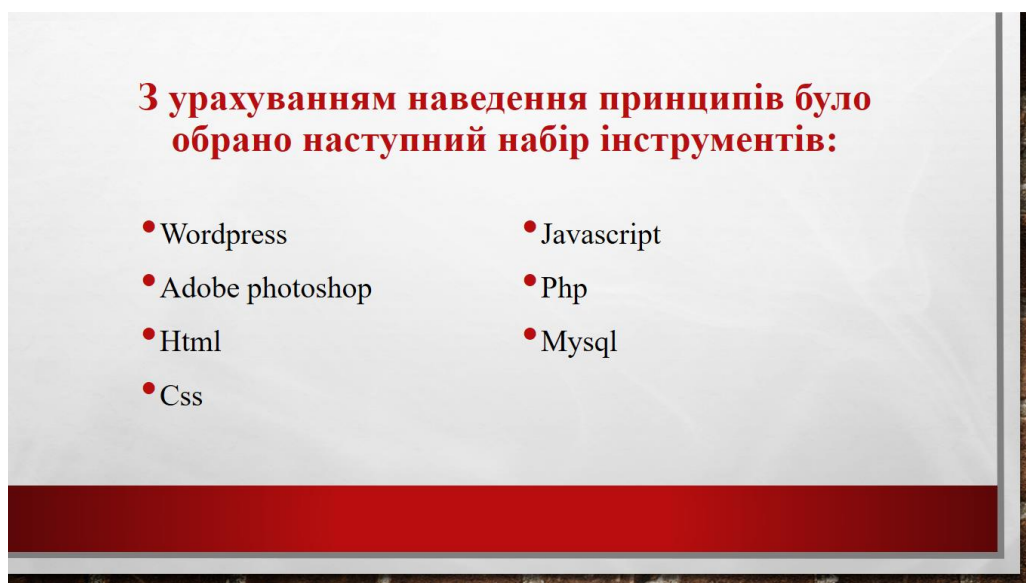 З урахуванням наведення принципів було
обрано наступний набір інструментів:
Wordpress
Adobe photoshop
Html
Css
Javascript
Php
Mysql